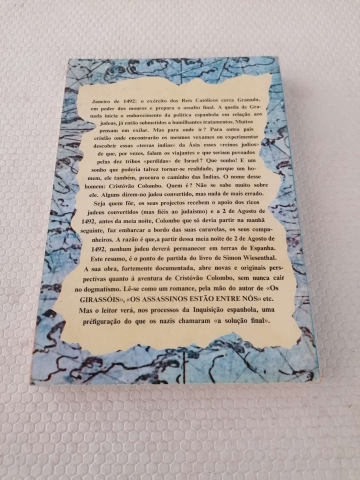 Janeiro de 1492: o exército dos Reis Católicos cerca Granada,
em poder dos mouros e prepara o assalto final. A queda de Gra-
nada inicia o endurecimento da política espanhola em relação aos
judeus, já então submetidos a humilhantes tratamentos. Muitos
pensam em exilar. Mas para onde ir? Para outro país
cristão onde encontrarão os mesmos vexames ou experimentar
descobrir essas «terras índias» da Ásia esses «reinos judios»
de que, por vezes, falam os viajantes e que seriam povoados
pelas dez tribos «perdidas» de Israel? Que sonho! E um
sonho que poderia talvez tornar-se realidade, porque um ho-
mem, ele também, procura o caminho das Índias. O nome desse
homem: Cristóvão Colombo. Quem é? Não se sabe muito sobre
ele. Alguns dizem-no judeu convertido, mas nada de mais errado.
Seja quem fôr, os seus projectos recebem o apoio dos ricos
judeus convertidos (mas fiéis ao judaísmo) e a 2 de Agosto de
1492, antes da meia noite, Colombo que só devia partir na manhã
seguinte, faz embarcar a bordo das suas caravelas, os seus compa-
nheiros. A razão é que, a partir dessa meia noite de 2 de Agosto de
1492, nenhum judeu deverá permanecer em terras de Espanha.
Este resumo, é o ponto de partida do livro de Simon Wiesenthal.
A sua obra, fortemente documentada, abre novas e originais pers-
pectivas quanto à aventura de Cristóvão Colombo, sem nunca cair
no dogmatismo. Lê-se como um romance, pela mão do autor de «Os
GIRASSÓIS», «OS ASSASSINOS ESTÃO ENTRE NÓS» etc.
Mas o leitor verá, nos processos da Inquisição espanhola, uma
préfiguração do que os nazis chamaram «a solução final».